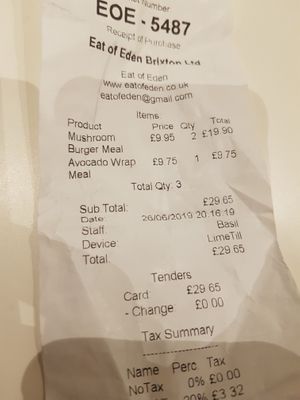 Number
EOE - 5487
Receipt of Purchase
Eat of Eden Brixton Ltd
Eat of Eden
www.eatofeden.co.uk
eatofeden@gmail.com
Items
Product Price Qty Total
Mushroom £9.95 2 £19.90
Burger Meal
Avocado Wrap £9.75 1 £9.75
Meal
Total Qty: 3
Sub Total: £29.65
Date: 26/06/2019 20:16:19
Staff: Basil
Device: LimeTill
Total: £29.65
Tenders
Card: £29.65
- Change £0.00
Tax Summary
Name Perc Tax
NoTax 0% £0.00
20% £3.32